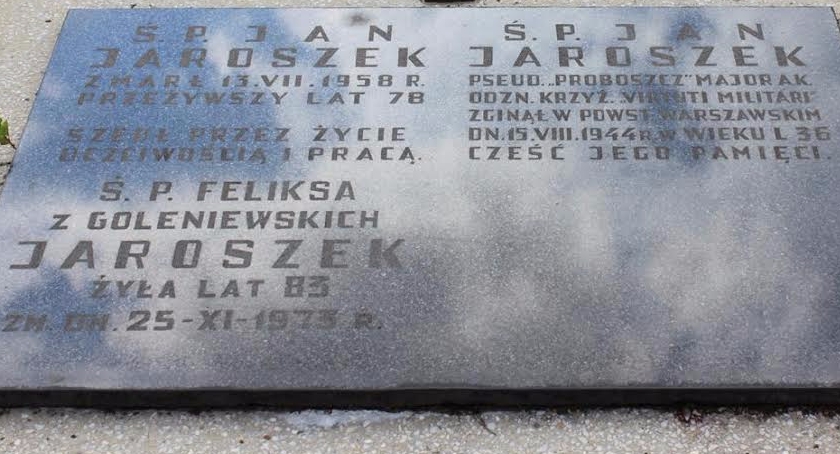 Ś.P. JAN
JAROSZEK
ZMARŁ 13.VII.1958 R.
PRZEŻYWSZY LAT 78
SZEDŁ PRZEZ ŻYCIE
UCZCIWOŚCIĄ I PRACĄ.
Ś. P. FELIKSA
Z GOLENIEWSKICH
JAROSZEK
ŻYŁA LAT 83
ZM. DN. 25-XI-1973 R.
Ś.P. JAN
JAROSZEK
PSEUD. „PROBOSZCZ" MAJOR A.K.
ODZN. KRZYŻ. „VIRTUTI MILITARI"
ZGINĄŁ W POWST. WARSZAWSKIM
DN. 15.VIII.1944 R. W WIEKU L. 36
CZEŚĆ JEGO PAMIĘCI